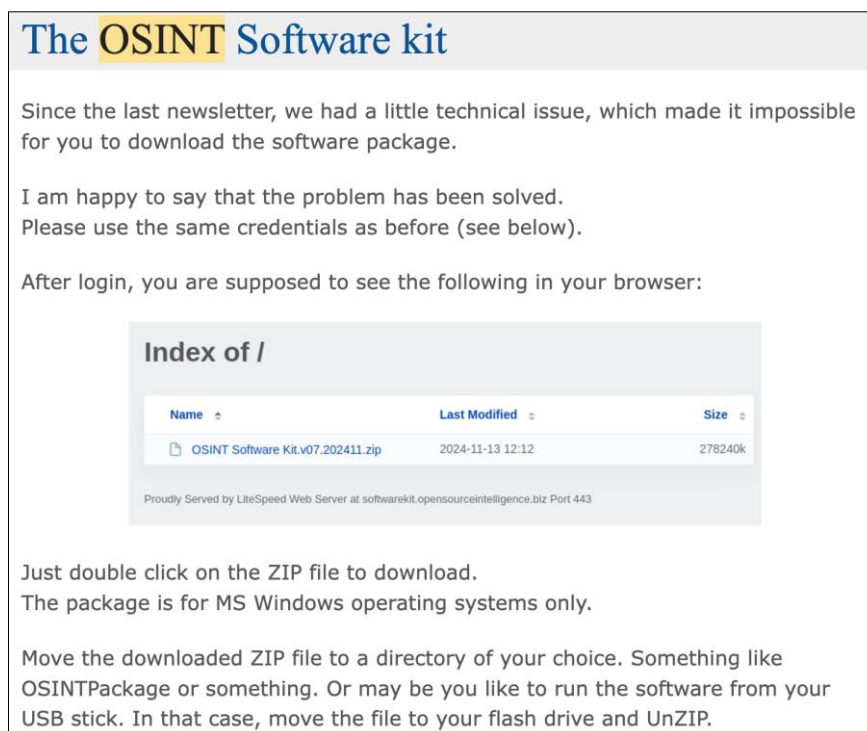 The OSINT Software kit
Since the last newsletter, we had a little technical issue, which made it impossible
for you to download the software package.
I am happy to say that the problem has been solved.
Please use the same credentials as before (see below).
After login, you are supposed to see the following in your browser:
Index of /
Name Last Modified Size
OSINT Software Kit.v07.202411.zip 2024-11-13 12:12 278240k
Proudly Served by LiteSpeed Web Server at softwarekit.opensourceintelligence.biz Port 443
Just double click on the ZIP file to download.
The package is for MS Windows operating systems only.
Move the downloaded ZIP file to a directory of your choice. Something like
OSINTPackage or something. Or may be you like to run the software from your
USB stick. In that case, move the file to your flash drive and UnZIP.